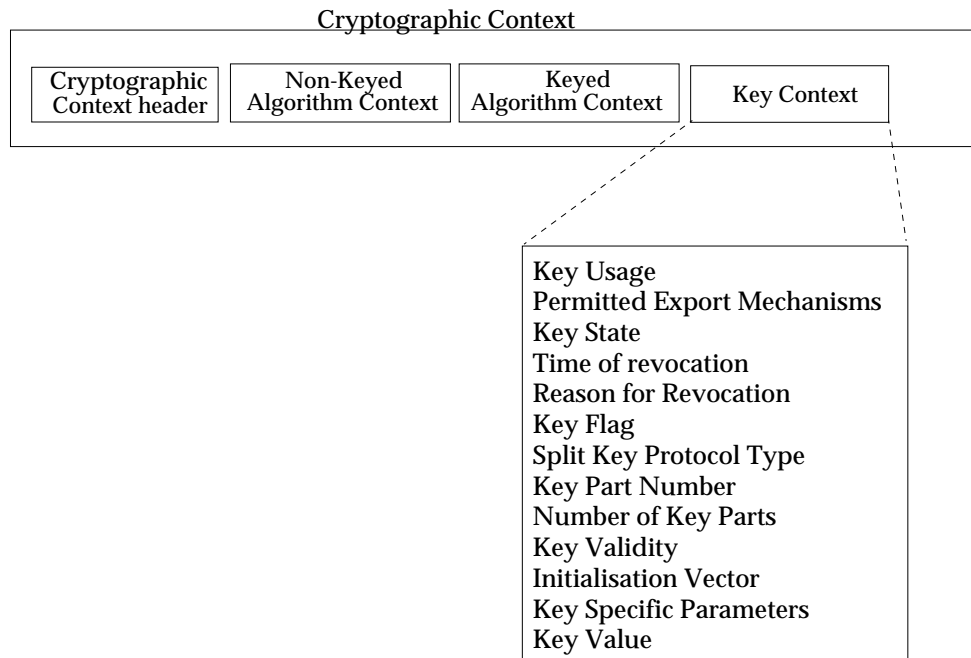 Cryptographic Context
Cryptographic
Context header
Non-Keyed
Algorithm Context
Keyed
Algorithm Context
Key Context
Key Usage
Permitted Export Mechanisms
Key State
Time of revocation
Reason for Revocation
Key Flag
Split Key Protocol Type
Key Part Number
Number of Key Parts
Key Validity
Initialisation Vector
Key Specific Parameters
Key Value